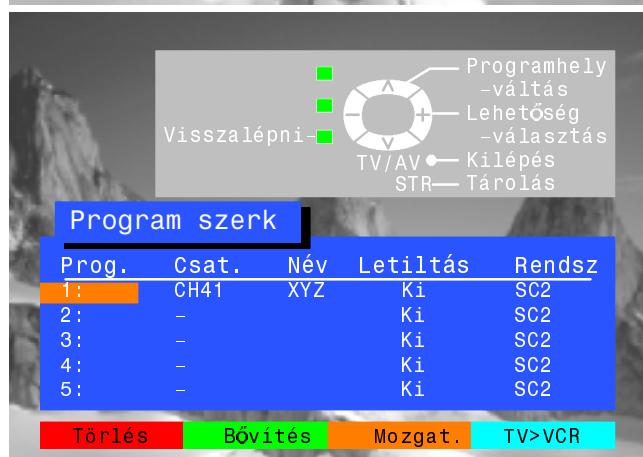 Programhely
-váltás
Lehetőség
-választás
Visszalépni
TV/AV Kilépés
STR Tárolás
Program szerk
Prog. Csat. Név Letiltás Rendsz
1: CH41 XYZ Ki SC2
2: - Ki SC2
3: - Ki SC2
4: - Ki SC2
5: - Ki SC2
Törlés Bővítés Mozgat. TV>VCR